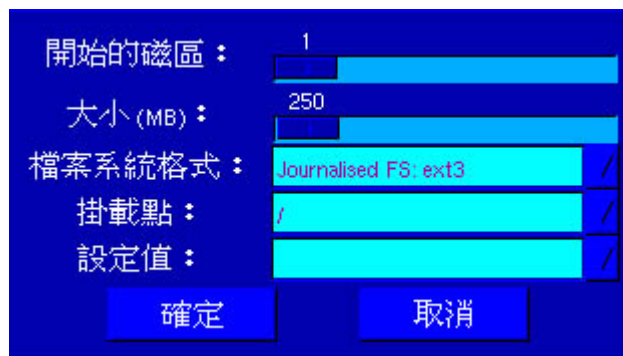 開始的磁區： 1
大小(MB)： 250
檔案系統格式： Journalised FS: ext3
掛載點： /
設定值：
確定 取消